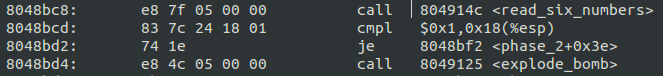 8048bc8: e8 7f 05 00 00 call 804914c <read_six_numbers>
8048bcd: 83 7c 24 18 01 cmpl $0x1,0x18(%esp)
8048bd2: 74 1e je 8048bf2 <phase_2+0x3e>
8048bd4: e8 4c 05 00 00 call 8049125 <explode_bomb>